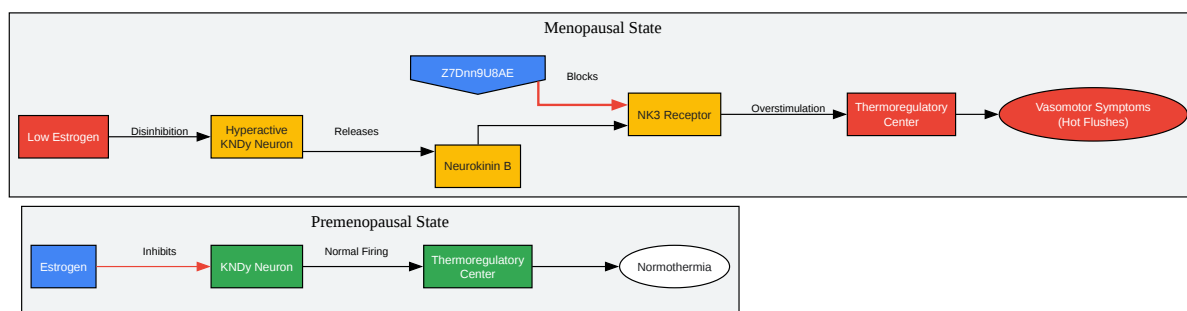 Menopausal State
Z7Dnn9U8AE
Blocks
Low Estrogen
Disinhibition
Hyperactive
KNDy Neuron
Releases
Neurokinin B
NK3 Receptor
Overstimulation
Thermoregulatory
Center
Vasomotor Symptoms
(Hot Flushes)
Premenopausal State
Estrogen
Inhibits
KNDy Neuron
Normal Firing
Thermoregulatory
Center
Normothermia